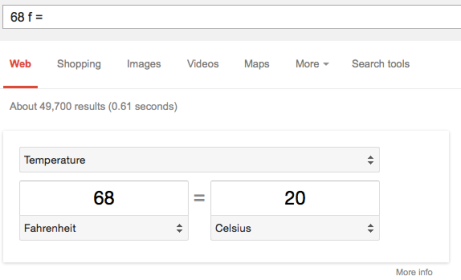 68 f =
Web Shopping Images Videos Maps More Search tools
About 49,700 results (0.61 seconds)
Temperature
68 = 20
Fahrenheit Celsius
More info